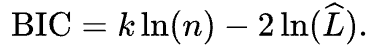 BIC = k ln(n) − 2 ln(L̂).